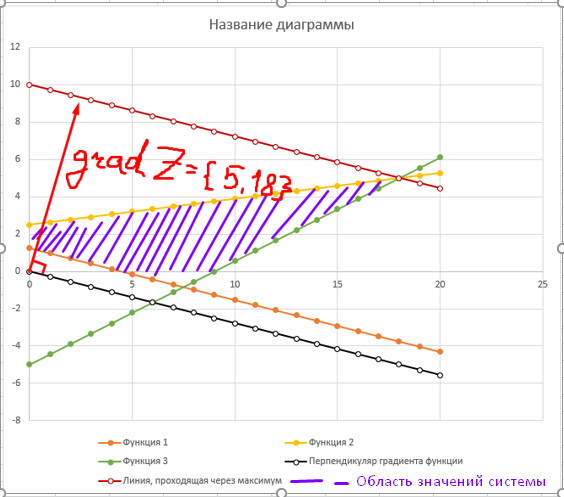 Название диаграммы
12
10
8
6
4
2
0
-2
-4
-6
-8
0 5 10 15 20 25
grad Z = {5,18}
Функция 1 Функция 2
Функция 3 Перпендикуляр градиента функции
Линия, проходящая через максимум Область значений системы